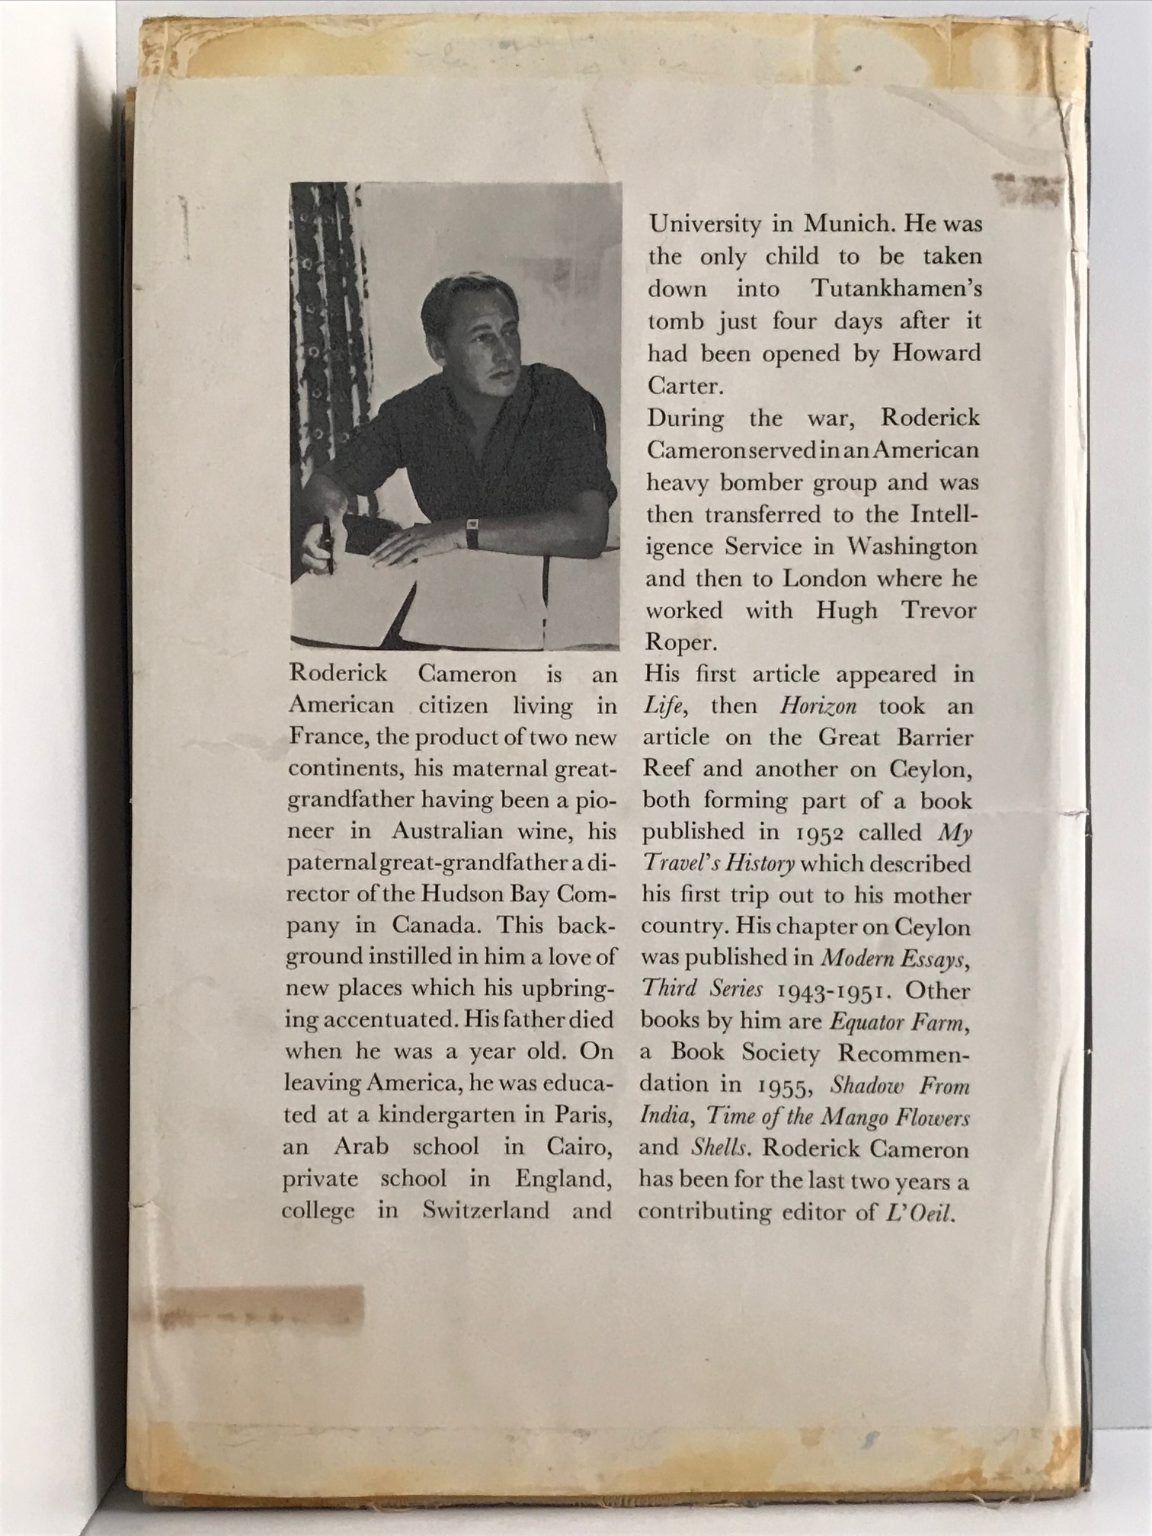 Roderick Cameron is an
American citizen living in
France, the product of two new
continents, his maternal great-
grandfather having been a pio-
neer in Australian wine, his
paternal great-grandfather a di-
rector of the Hudson Bay Com-
pany in Canada. This back-
ground instilled in him a love of
new places which his upbring-
ing accentuated. His father died
when he was a year old. On
leaving America, he was educa-
ted at a kindergarten in Paris,
an Arab school in Cairo,
private school in England,
college in Switzerland and
University in Munich. He was
the only child to be taken
down into Tutankhamen's
tomb just four days after it
had been opened by Howard
Carter.
During the war, Roderick
Cameron served in an American
heavy bomber group and was
then transferred to the Intell-
igence Service in Washington
and then to London where he
worked with Hugh Trevor
Roper.
His first article appeared in
Life, then Horizon took an
article on the Great Barrier
Reef and another on Ceylon,
both forming part of a book
published in 1952 called My
Travel's History which described
his first trip out to his mother
country. His chapter on Ceylon
was published in Modern Essays,
Third Series 1943-1951. Other
books by him are Equator Farm,
a Book Society Recommen-
dation in 1955, Shadow From
India, Time of the Mango Flowers
and Shells. Roderick Cameron
has been for the last two years a
contributing editor of L'Oeil.